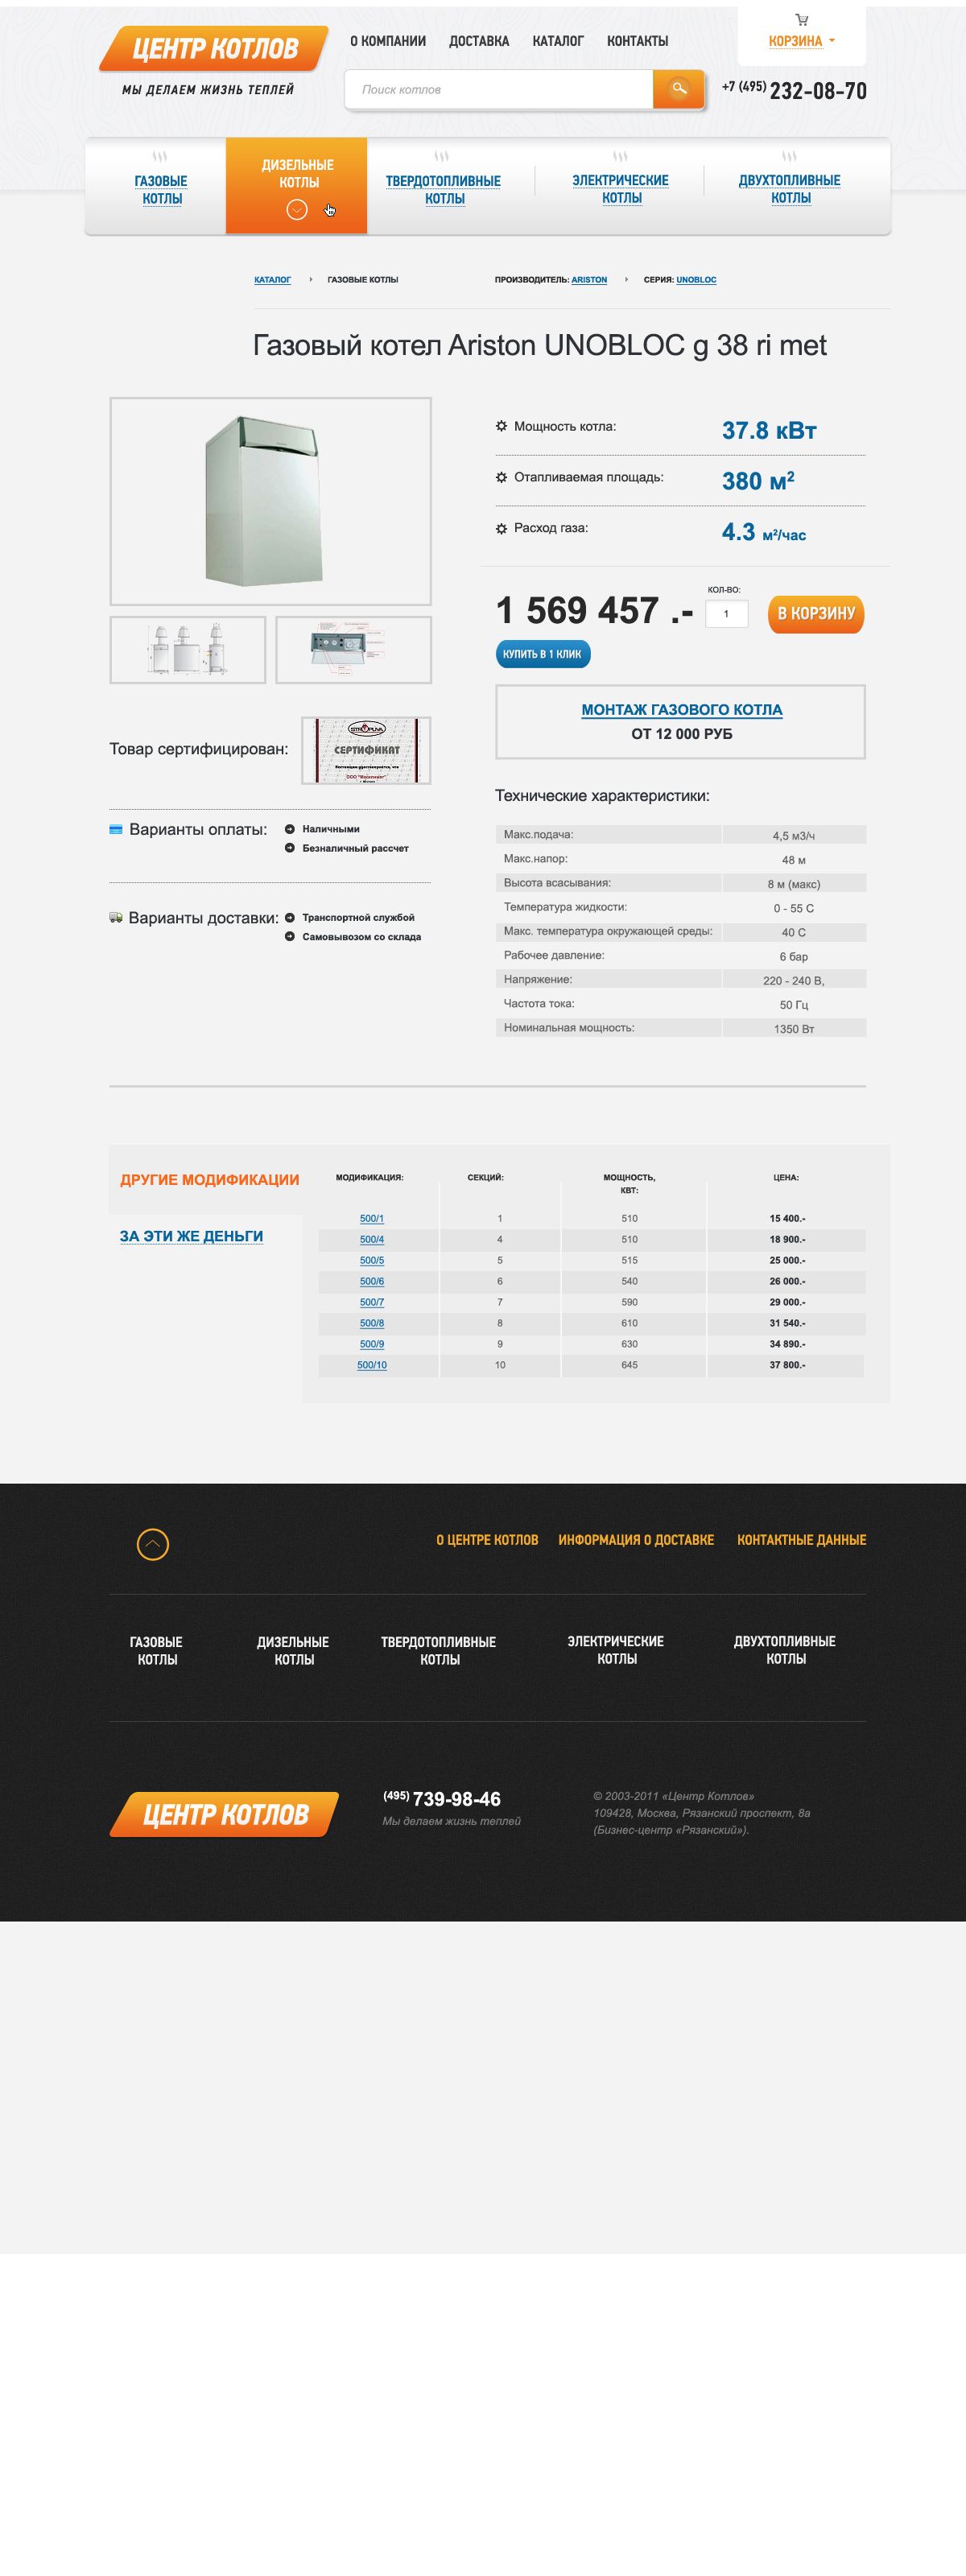 ЦЕНТР КОТЛОВ
МЫ ДЕЛАЕМ ЖИЗНЬ ТЕПЛЕЙ
О КОМПАНИИ ДОСТАВКА КАТАЛОГ КОНТАКТЫ
КОРЗИНА
Поиск котлов
+7 (495) 232-08-70
ГАЗОВЫЕ
КОТЛЫ
ДИЗЕЛЬНЫЕ
КОТЛЫ
ТВЕРДОТОПЛИВНЫЕ
КОТЛЫ
ЭЛЕКТРИЧЕСКИЕ
КОТЛЫ
ДВУХТОПЛИВНЫЕ
КОТЛЫ
КАТАЛОГ ГАЗОВЫЕ КОТЛЫ ПРОИЗВОДИТЕЛЬ: ARISTON СЕРИЯ: UNOBLOC
Газовый котел Ariston UNOBLOC g 38 ri met
Мощность котла: 37.8 кВт
Отапливаемая площадь: 380 м²
Расход газа: 4.3 м²/час
КОЛ-ВО:
1 569 457 .- 1 В КОРЗИНУ
КУПИТЬ В 1 КЛИК
МОНТАЖ ГАЗОВОГО КОТЛА
ОТ 12 000 РУБ
Товар сертифицирован:
STROPUVA
СЕРТИФИКАТ
Варианты оплаты:
Наличными
Безналичный рассчет
Варианты доставки:
Транспортной службой
Самовывозом со склада
Технические характеристики:
Макс.подача: 4,5 м3/ч
Макс.напор: 48 м
Высота всасывания: 8 м (макс)
Температура жидкости: 0 - 55 С
Макс. температура окружающей среды: 40 С
Рабочее давление: 6 бар
Напряжение: 220 - 240 В,
Частота тока: 50 Гц
Номинальная мощность: 1350 Вт
ДРУГИЕ МОДИФИКАЦИИ
ЗА ЭТИ ЖЕ ДЕНЬГИ
МОДИФИКАЦИЯ: СЕКЦИЙ: МОЩНОСТЬ, ЦЕНА:
КВТ:
500/1 1 510 15 400.-
500/4 4 510 18 900.-
500/5 5 515 25 000.-
500/6 6 540 26 000.-
500/7 7 590 29 000.-
500/8 8 610 31 540.-
500/9 9 630 34 890.-
500/10 10 645 37 800.-
О ЦЕНТРЕ КОТЛОВ ИНФОРМАЦИЯ О ДОСТАВКЕ КОНТАКТНЫЕ ДАННЫЕ
ГАЗОВЫЕ
КОТЛЫ
ДИЗЕЛЬНЫЕ
КОТЛЫ
ТВЕРДОТОПЛИВНЫЕ
КОТЛЫ
ЭЛЕКТРИЧЕСКИЕ
КОТЛЫ
ДВУХТОПЛИВНЫЕ
КОТЛЫ
ЦЕНТР КОТЛОВ
(495) 739-98-46
Мы делаем жизнь теплей
© 2003-2011 «Центр Котлов»
109428, Москва, Рязанский проспект, 8а
(Бизнес-центр «Рязанский»).